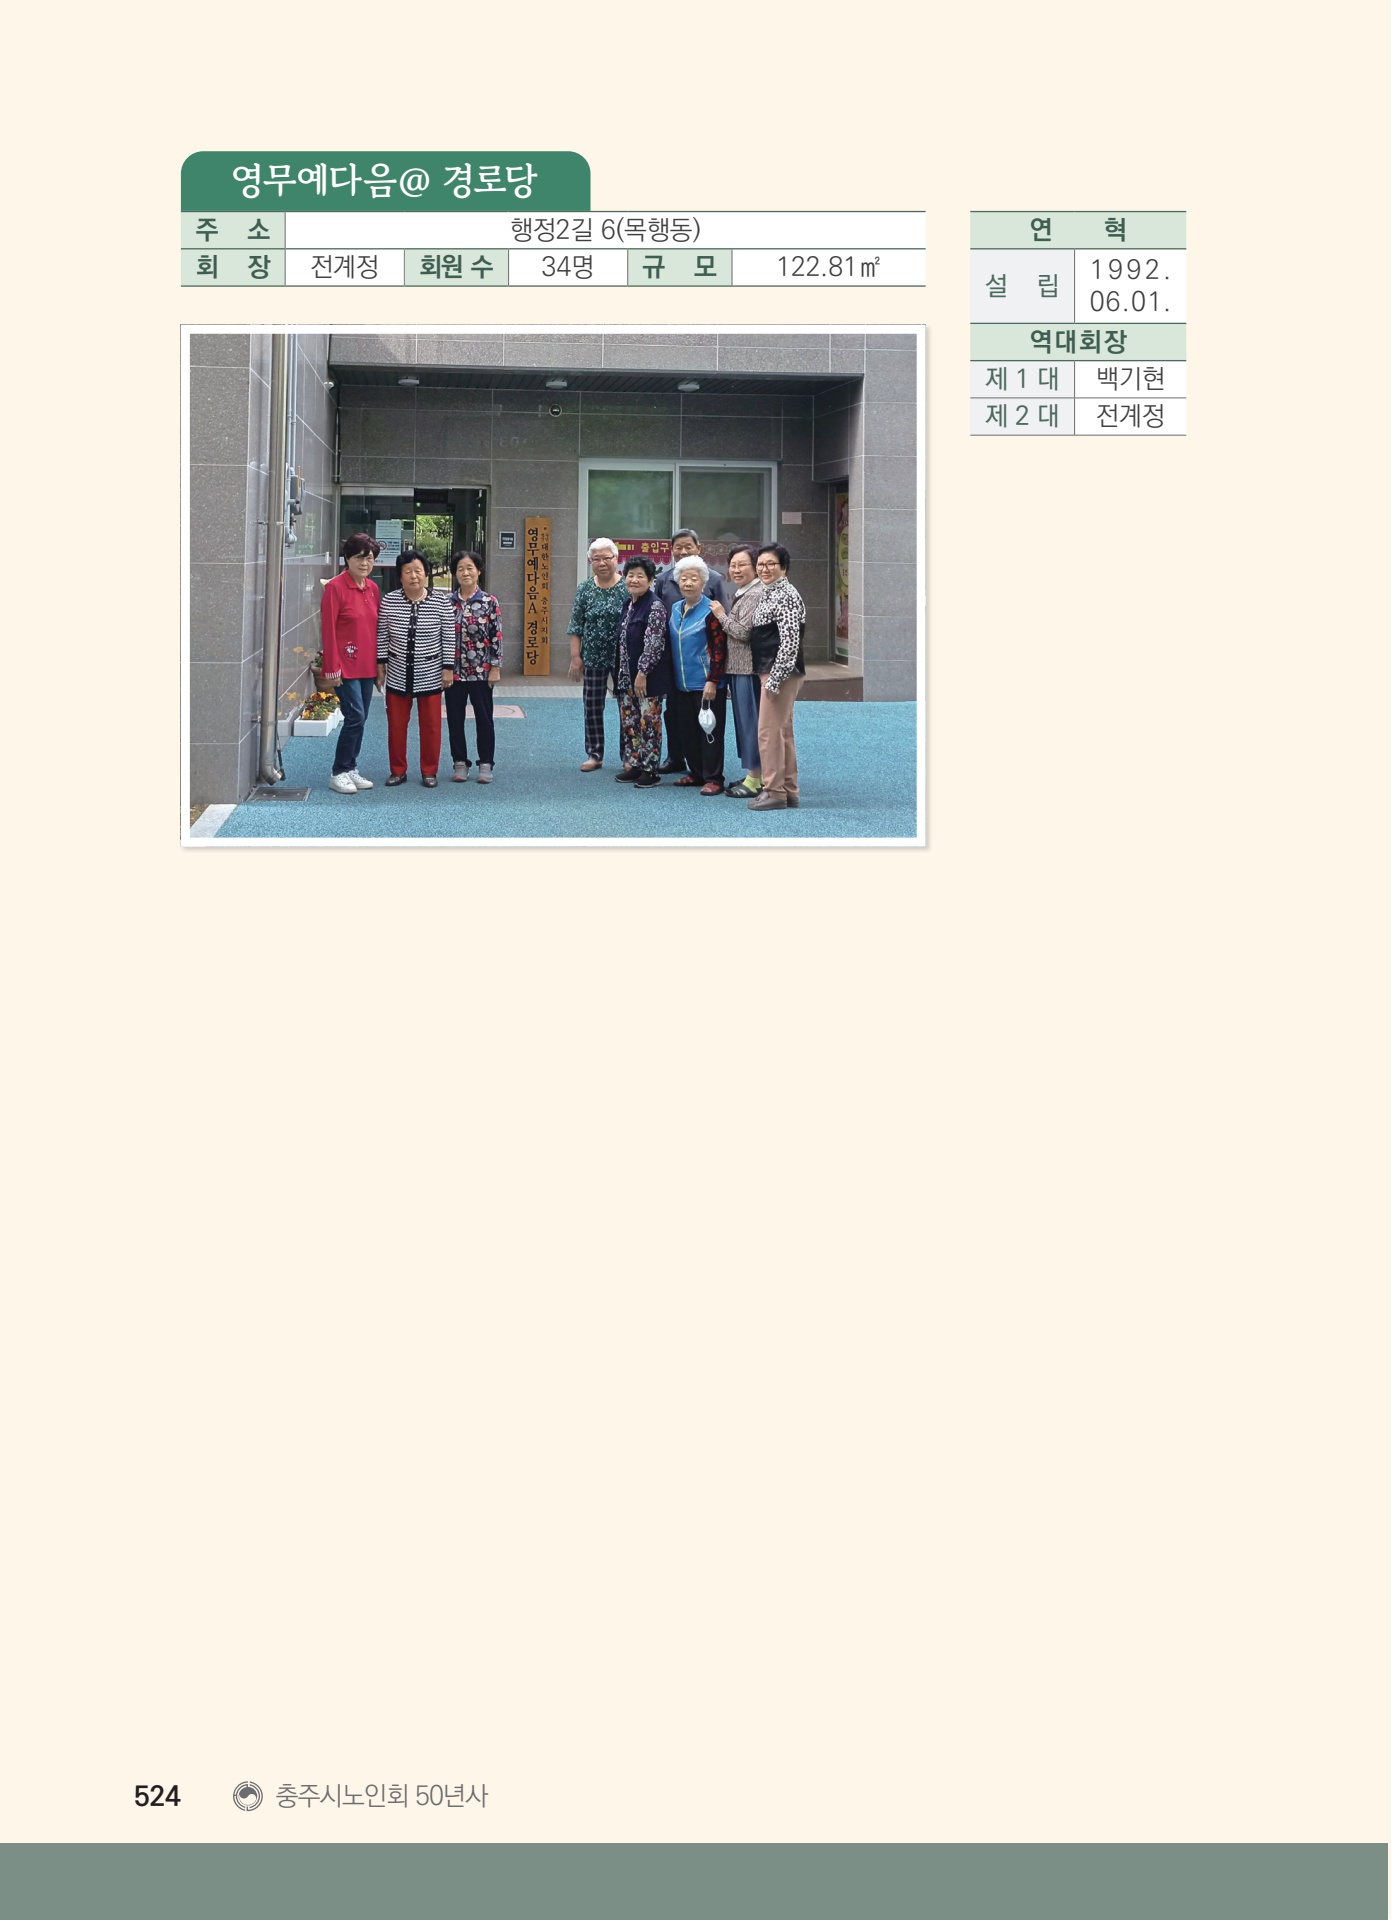 영무예다음@ 경로당
주 소 행정2길 6(목행동)
회 장 전계정 회원 수 34명 규 모 122.81㎡
연 혁
설 립 1992.
06.01.
역대회장
제 1 대 백기현
제 2 대 전계정
대한노인회 충주시지회
영무예다음A 경로당
출입구
524 충주시노인회 50년사